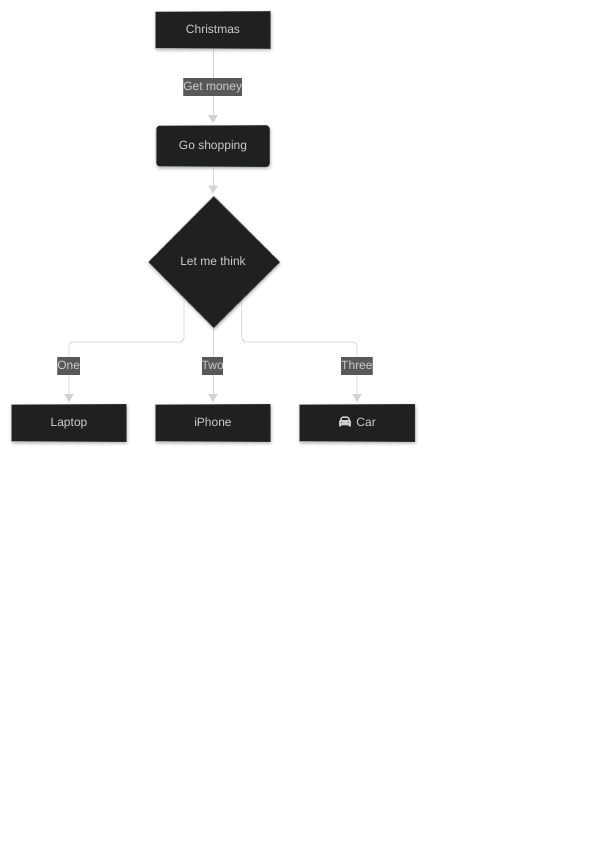 Christmas
Get money
Go shopping
Let me think
One
Two
Three
Laptop
iPhone
Car